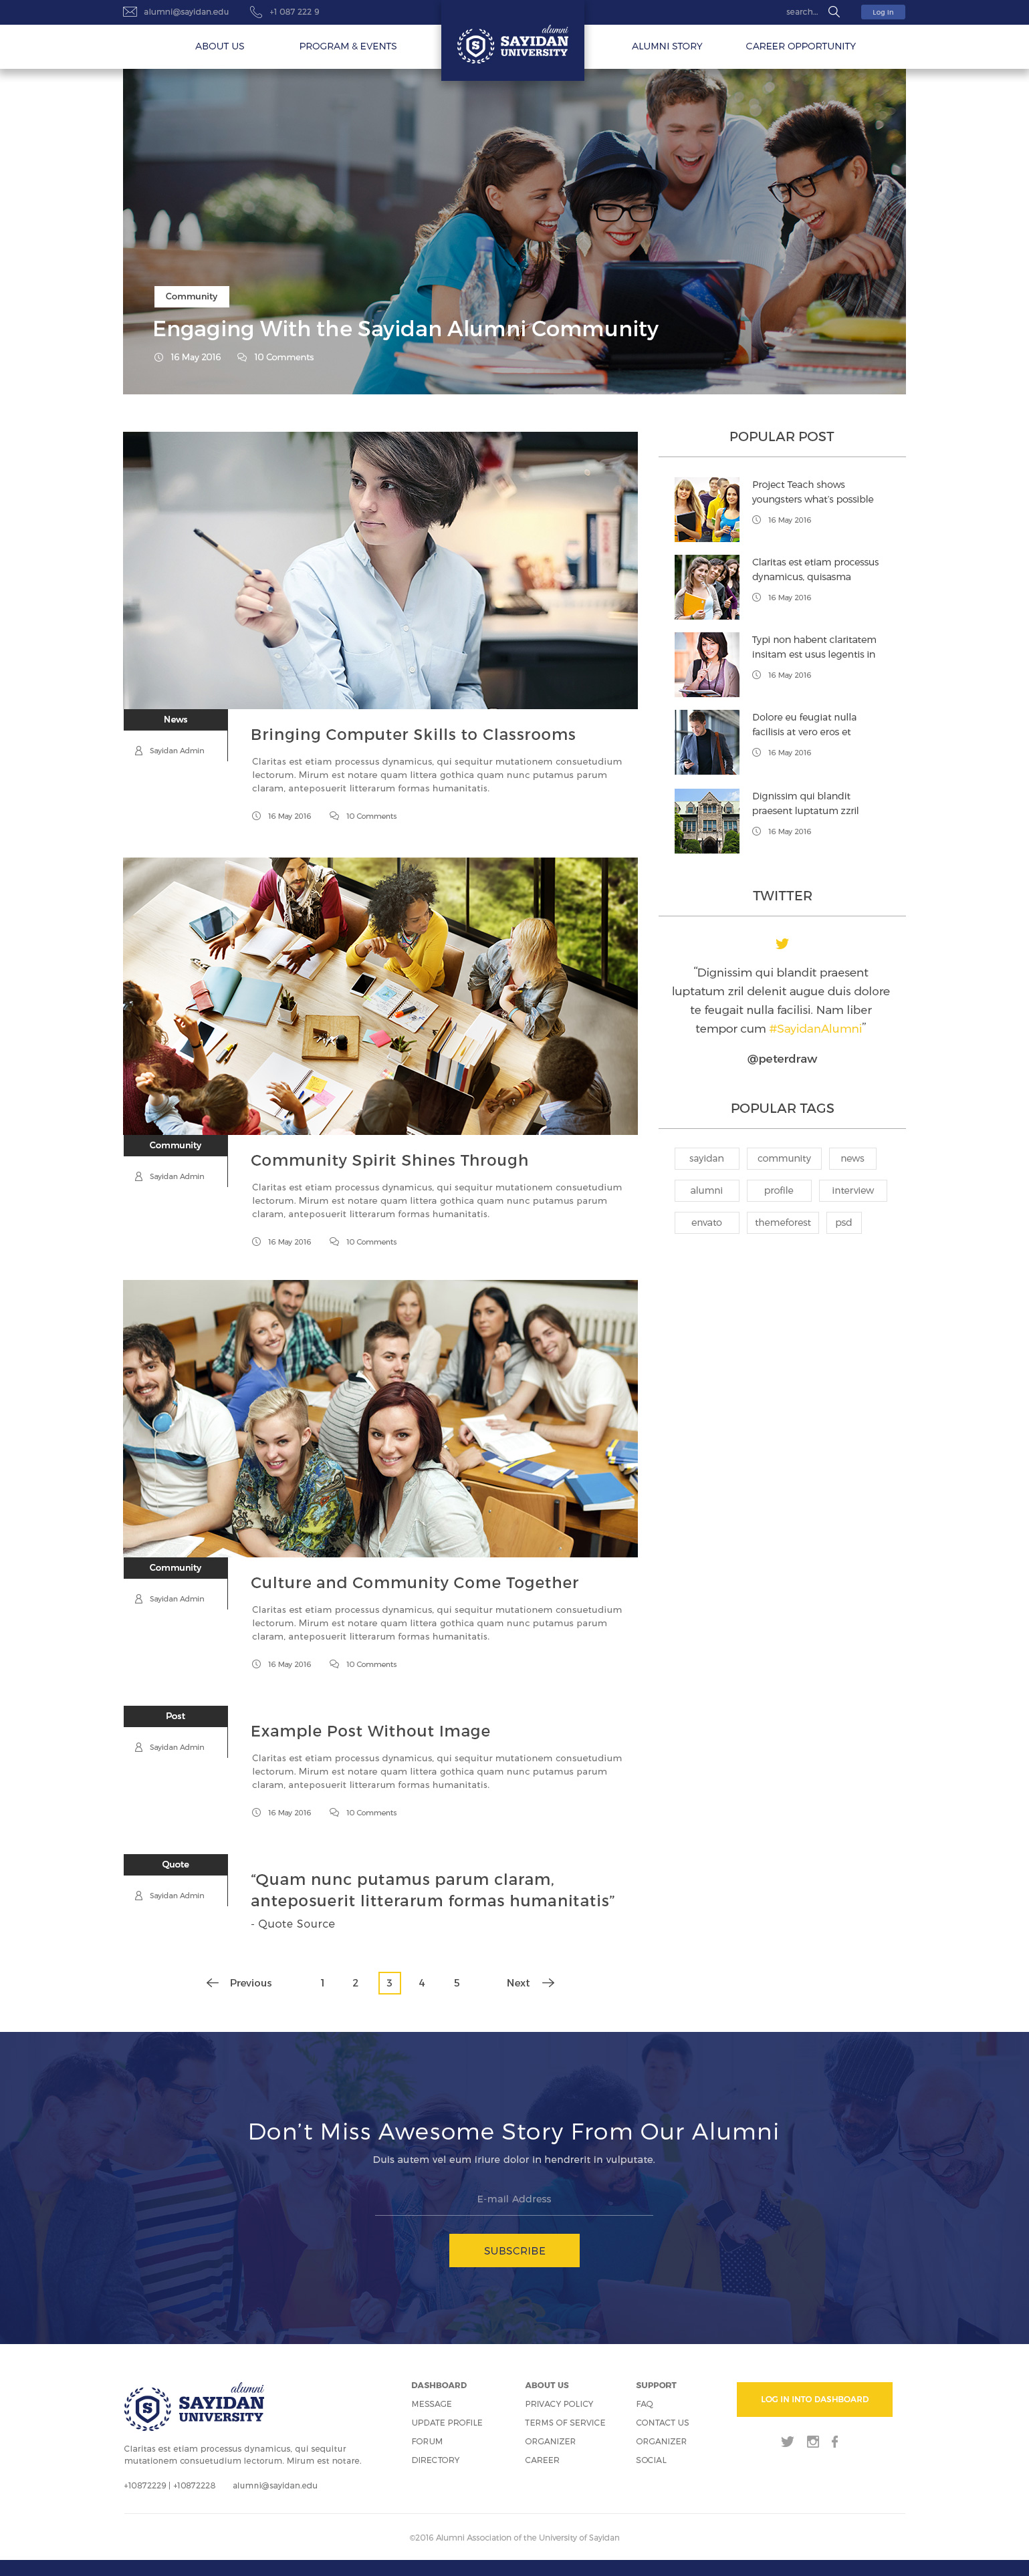 alumni@sayidan.edu
+1 087 222 9
search...
Log In
ABOUT US
PROGRAM & EVENTS
alumni
SAYIDAN
UNIVERSITY
ALUMNI STORY
CAREER OPPORTUNITY
Community
Engaging With the Sayidan Alumni Community
16 May 2016
10 Comments
News
Sayidan Admin
Bringing Computer Skills to Classrooms
Claritas est etiam processus dynamicus, qui sequitur mutationem consuetudium
lectorum. Mirum est notare quam littera gothica quam nunc putamus parum
claram, anteposuerit litterarum formas humanitatis.
16 May 2016
10 Comments
Community
Sayidan Admin
Community Spirit Shines Through
Claritas est etiam processus dynamicus, qui sequitur mutationem consuetudium
lectorum. Mirum est notare quam littera gothica quam nunc putamus parum
claram, anteposuerit litterarum formas humanitatis.
16 May 2016
10 Comments
Community
Sayidan Admin
Culture and Community Come Together
Claritas est etiam processus dynamicus, qui sequitur mutationem consuetudium
lectorum. Mirum est notare quam littera gothica quam nunc putamus parum
claram, anteposuerit litterarum formas humanitatis.
16 May 2016
10 Comments
Post
Sayidan Admin
Example Post Without Image
Claritas est etiam processus dynamicus, qui sequitur mutationem consuetudium
lectorum. Mirum est notare quam littera gothica quam nunc putamus parum
claram, anteposuerit litterarum formas humanitatis.
16 May 2016
10 Comments
Quote
Sayidan Admin
“Quam nunc putamus parum claram,
anteposuerit litterarum formas humanitatis”
- Quote Source
Previous 1 2 3 4 5 Next
POPULAR POST
Project Teach shows
youngsters what's possible
16 May 2016
Claritas est etiam processus
dynamicus, quisasma
16 May 2016
Typi non habent claritatem
insitam est usus legentis in
16 May 2016
Dolore eu feugiat nulla
facilisis at vero eros et
16 May 2016
Dignissim qui blandit
praesent luptatum zzril
16 May 2016
TWITTER
"Dignissim qui blandit praesent
luptatum zril delenit augue duis dolore
te feugait nulla facilisi. Nam liber
tempor cum #SayidanAlumni"
@peterdraw
POPULAR TAGS
sayidan community news
alumni profile interview
envato themeforest psd
Don’t Miss Awesome Story From Our Alumni
Duis autem vel eum iriure dolor in hendrerit in vulputate.
E-mail Address
SUBSCRIBE
alumni
SAYIDAN
UNIVERSITY
Claritas est etiam processus dynamicus, qui sequitur
mutationem consuetudium lectorum. Mirum est notare.
+10872229 | +10872228
alumni@sayidan.edu
DASHBOARD
MESSAGE
UPDATE PROFILE
FORUM
DIRECTORY
ABOUT US
PRIVACY POLICY
TERMS OF SERVICE
ORGANIZER
CAREER
SUPPORT
FAQ
CONTACT US
ORGANIZER
SOCIAL
LOG IN INTO DASHBOARD
©2016 Alumni Association of the University of Sayidan